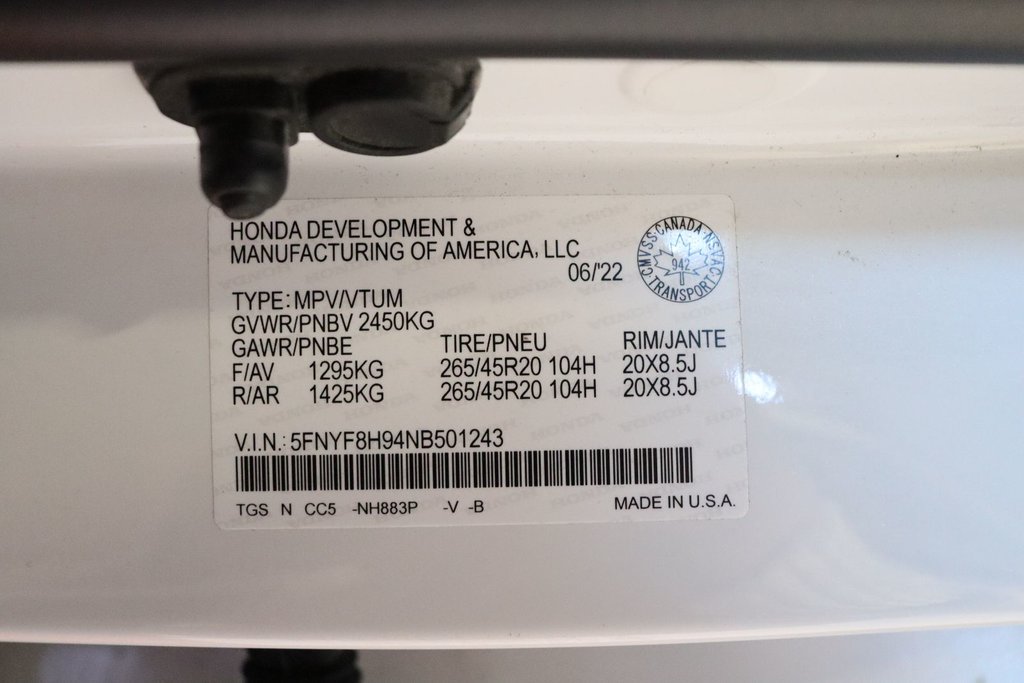 HONDA DEVELOPMENT &
MANUFACTURING OF AMERICA, LLC
06/'22
CMVSS·CANADA·NSVAC
942
TRANSPORT
TYPE: MPV/VTUM
GVWR/PNBV 2450KG
GAWR/PNBE TIRE/PNEU RIM/JANTE
F/AV 1295KG 265/45R20 104H 20X8.5J
R/AR 1425KG 265/45R20 104H 20X8.5J
V.I.N.: 5FNYF8H94NB501243
TGS N CC5 -NH883P -V -B MADE IN U.S.A.